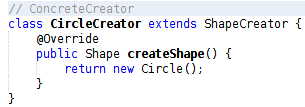 // ConcreteCreator
class CircleCreator extends ShapeCreator {
    @Override
    public Shape createShape() {
        return new Circle();
    }
}